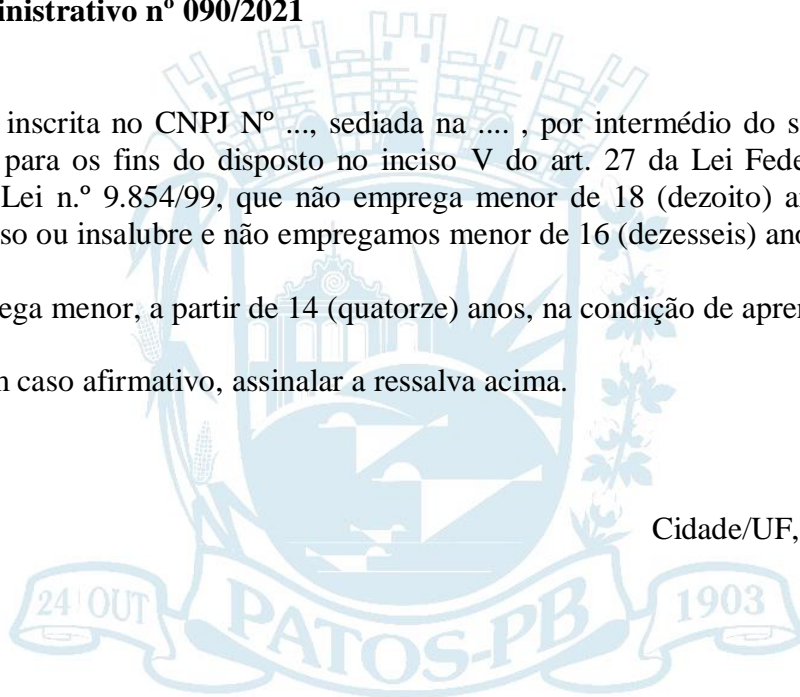 inistrativo nº 090/2021
inscrita no CNPJ Nº ..., sediada na .... , por intermédio do s
para os fins do disposto no inciso V do art. 27 da Lei Fede
Lei n.º 9.854/99, que não emprega menor de 18 (dezoito) a
so ou insalubre e não empregamos menor de 16 (dezesseis) ano
ega menor, a partir de 14 (quatorze) anos, na condição de apren
m caso afirmativo, assinalar a ressalva acima.
Cidade/UF,
24 OUT
PATOS-PB
1903